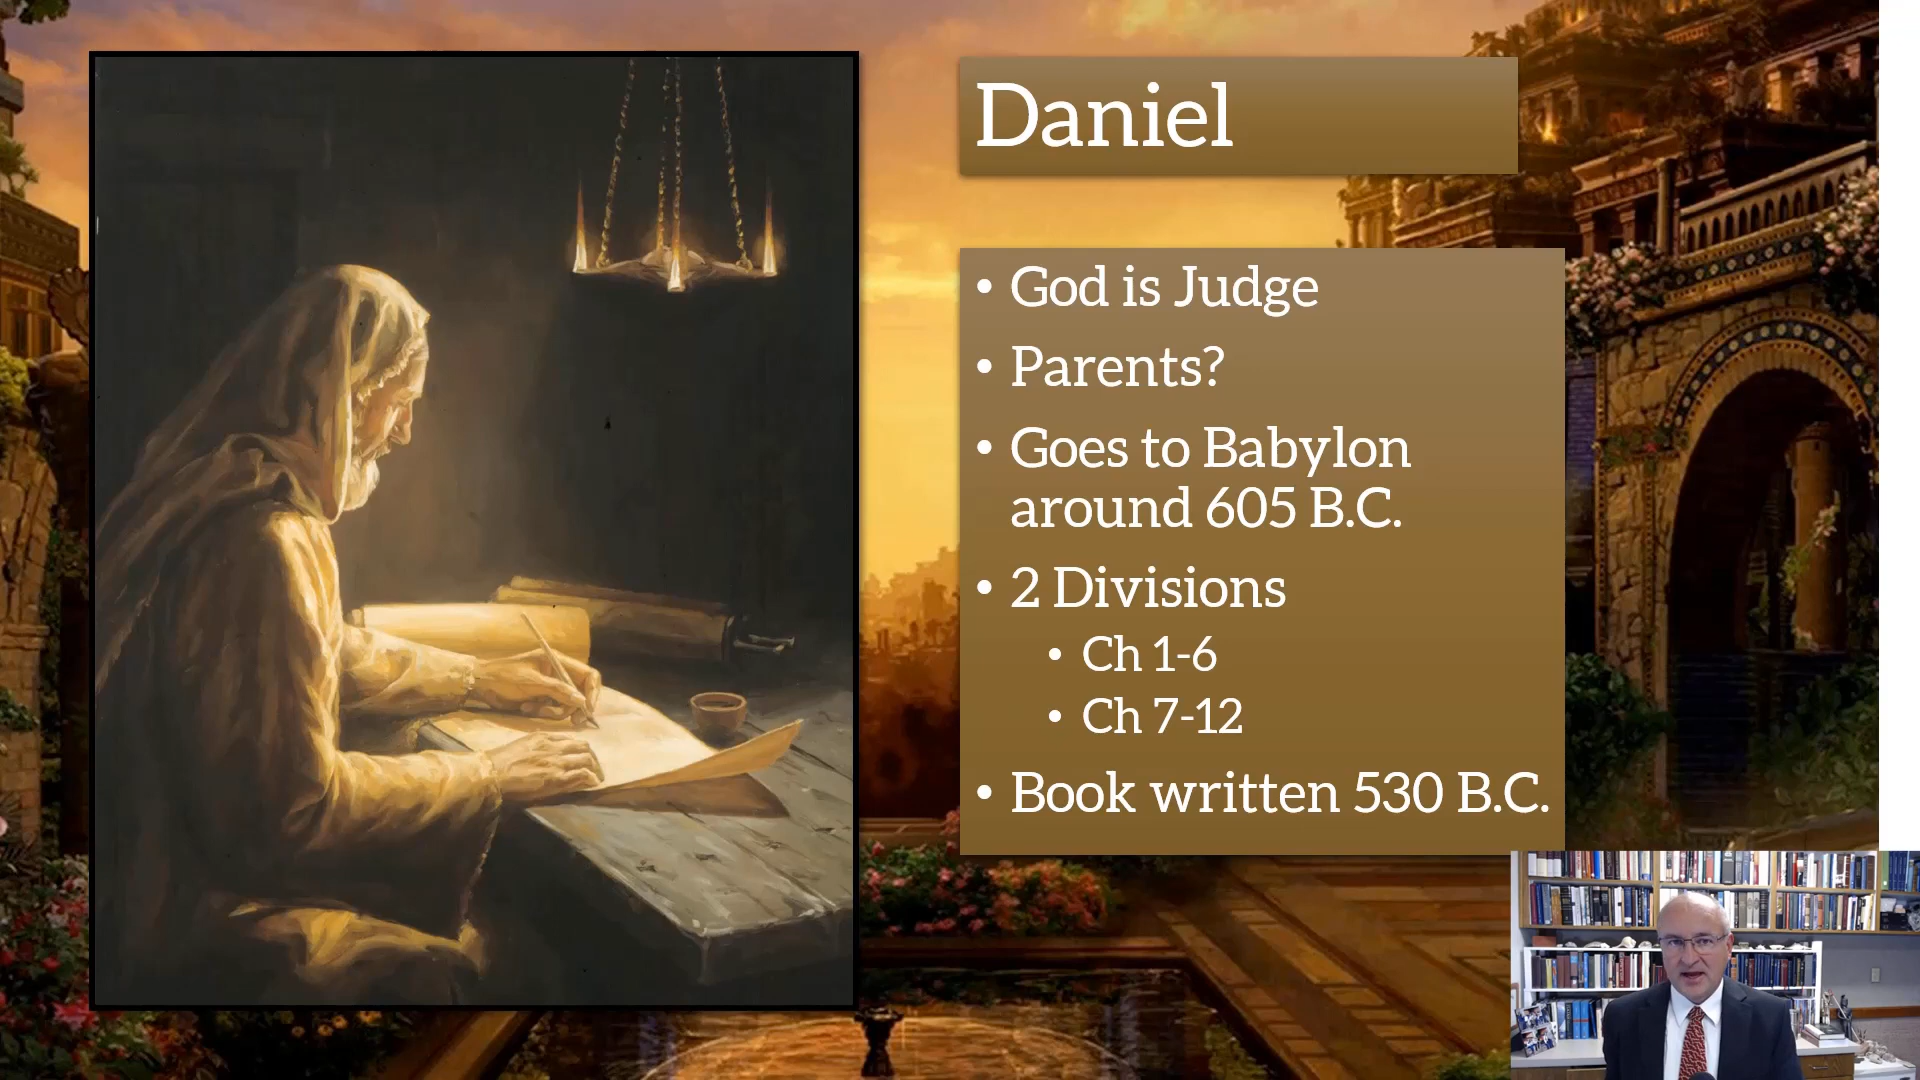 Daniel
• God is Judge
• Parents?
• Goes to Babylon
around 605 B.C.
• 2 Divisions
• Ch 1-6
• Ch 7-12
• Book written 530 B.C.